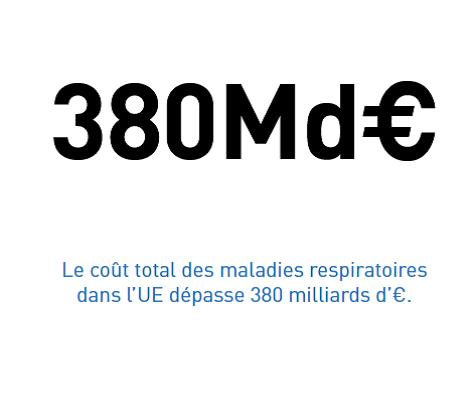 380Md€
Le coût total des maladies respiratoires
dans l'UE dépasse 380 milliards d'€.